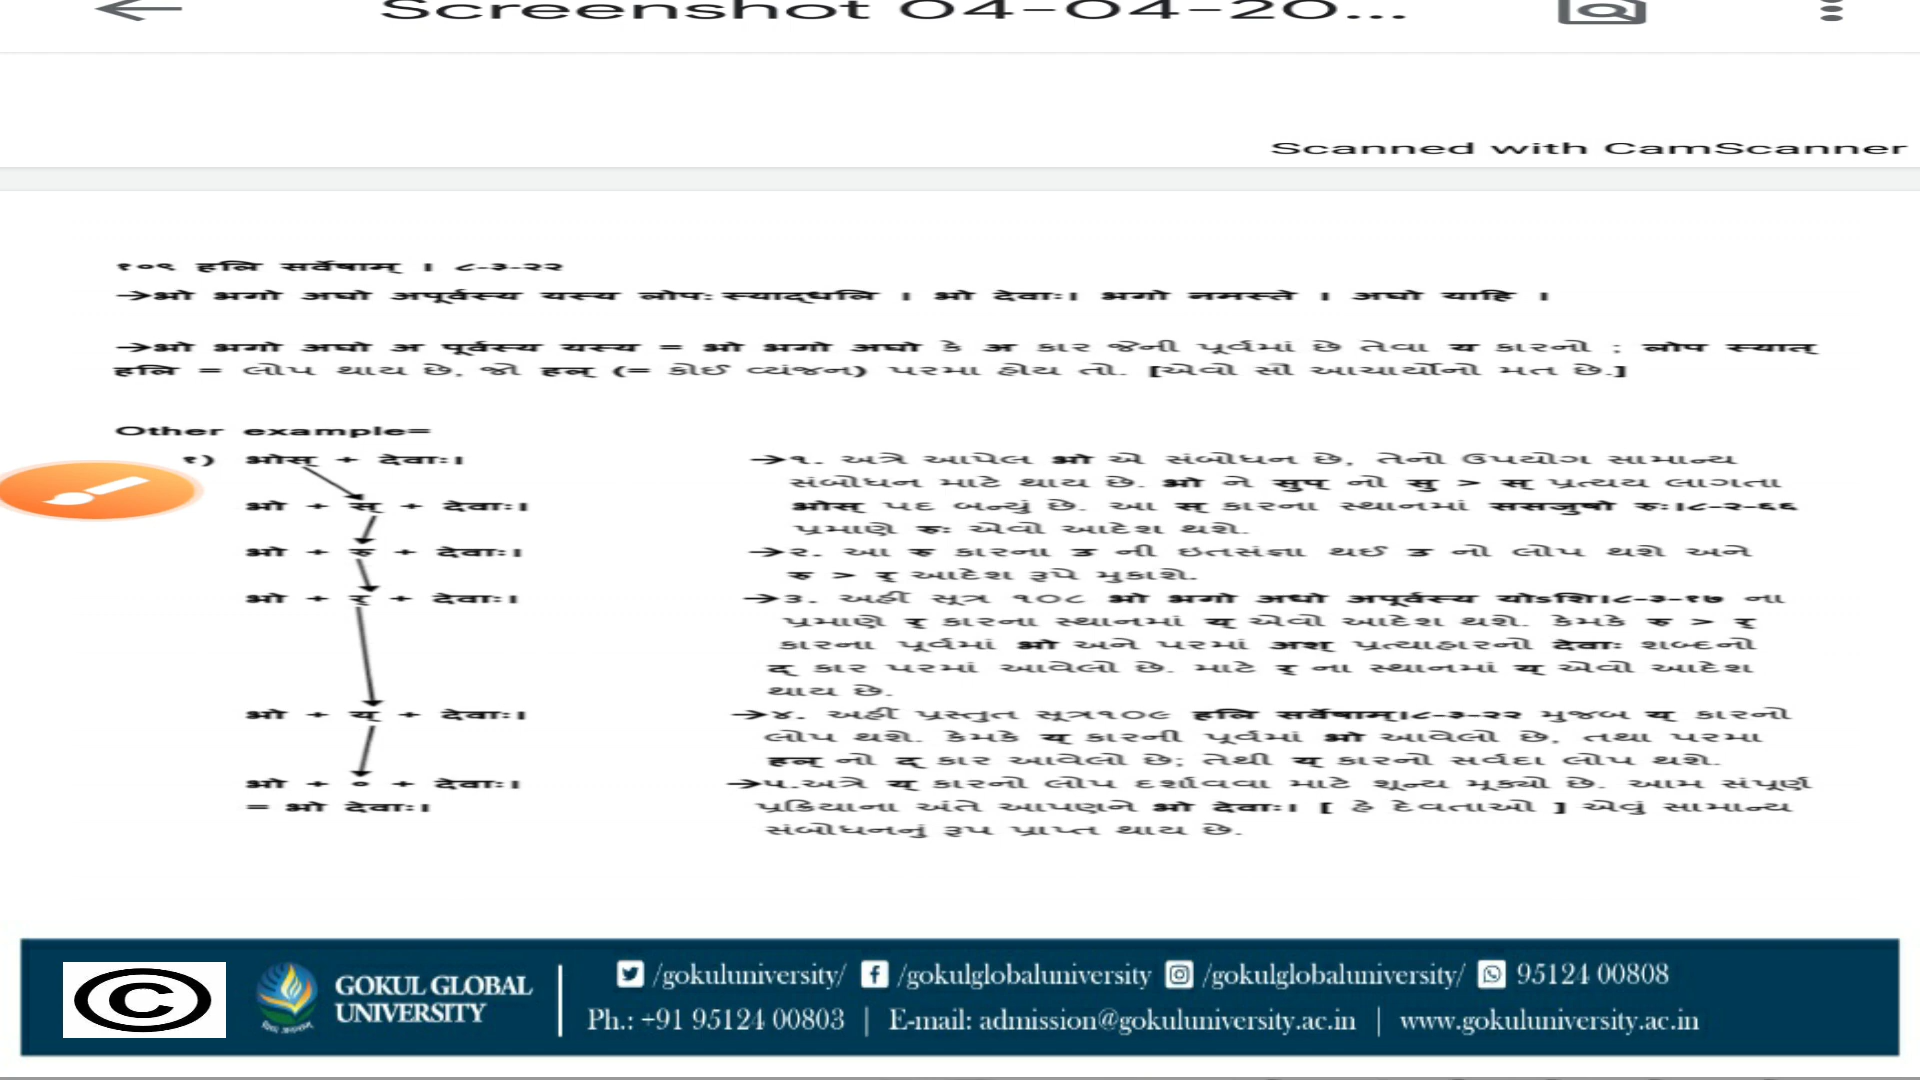 Screenshot 04-04-20...
Scanned with CamScanner
१०९ हलि सर्वेषाम् । ८-३-२२
→भो भगो अघो अपूर्वस्य यस्य लोपः स्याद्धलि । भो देवाः। भगो नमस्ते । अघो याहि ।
→भो भगो अघो अ पूर्वस्य यस्य = भो भगो अघो કે अ કાર જેની પૂર્વમાં છે તેવા य કારનો ; लोप स्यात्
हलि = લોપ થાય છે, જો हल् (= કોઈ વ્યંજન) પરમા હોય તો. [એવો સૌ આચાર્યોનો મત છે.]
Other example=
१) भोस् + देवाः।
→૧. અત્રે આપેલ भो એ સંબોધન છે, તેનો ઉપયોગ સામાન્ય
સંબોધન માટે થાય છે. भो ને सुप् નો सु > स् પ્રત્યય લાગતા
भो + स् + देवाः।
भोस् પદ બન્યું છે. આ स् કારના સ્થાનમાં ससजुषो रुः।८-२-६६
પ્રમાણે रुः એવો આદેશ થશે.
भो + रु + देवाः।
→૨. આ रु કારના उ ની ઇતસંજ્ઞા થઈ उ નો લોપ થશે અને
रु > र् આદેશ રૂપે મુકાશે.
भो + र् + देवाः।
→૩. અહીં સૂત્ર ૧૦૮ भो भगो अघो अपूर्वस्य योऽशि।८-३-१७ ના
પ્રમાણે र् કારના સ્થાનમાં य् એવો આદેશ થશે. કેમકે रु > र्
કારના પૂર્વમાં भो અને પરમાં अश् પ્રત્યાહારનો देवाः શબ્દનો
द् કાર પરમાં આવેલો છે. માટે र् ના સ્થાનમાં य् એવો આદેશ
થાય છે.
भो + य् + देवाः।
→૪. અહીં પ્રસ્તુત સૂત્ર૧૦૯ हलि सर्वेषाम्।८-३-२२ મુજબ य् કારનો
લોપ થશે. કેમકે य् કારની પૂર્વમાં भो આવેલો છે, તથા પરમા
हल् નો द् કાર આવેલો છે; તેથી य् કારનો સર્વદા લોપ થશે.
भो + ० + देवाः।
→૫.અત્રે य् કારનો લોપ દર્શાવવા માટે શૂન્ય મૂક્યો છે. આમ સંપૂર્ણ
= भो देवाः।
પ્રક્રિયાના અંતે આપણને भो देवाः। [ હે દેવતાઓ ] એવું સામાન્ય
સંબોધનનું રૂપ પ્રાપ્ત થાય છે.
©
GOKUL GLOBAL
UNIVERSITY
/gokuluniversity/ /gokulglobaluniversity /gokulglobaluniversity/ 95124 00808
Ph.: +91 95124 00803 | E-mail: admission@gokuluniversity.ac.in | www.gokuluniversity.ac.in